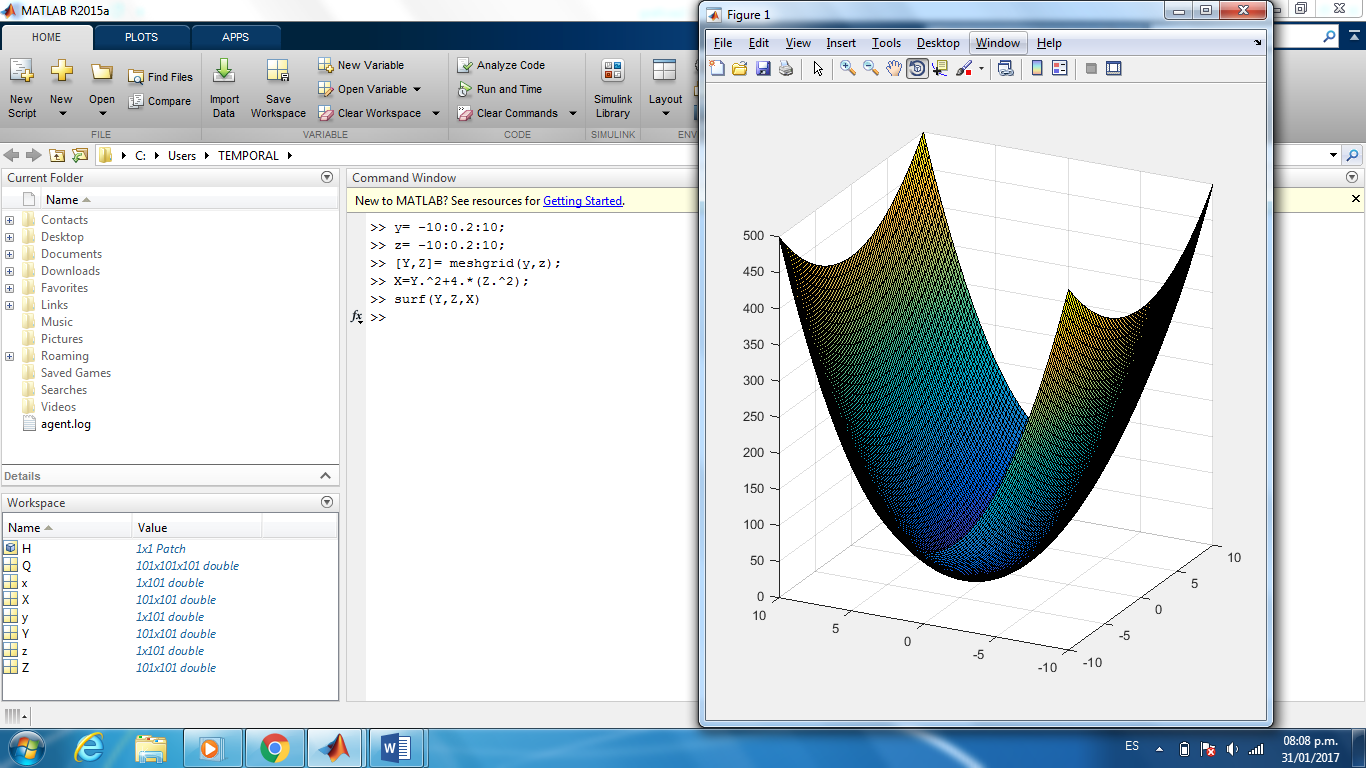 MATLAB R2015a
HOME PLOTS APPS
New Script
New
Open
Find Files
Compare
FILE
Import Data
Save Workspace
New Variable
Open Variable
Clear Workspace
VARIABLE
Analyze Code
Run and Time
Clear Commands
CODE
Simulink Library
SIMULINK
Layout
ENV
C: Users TEMPORAL
Current Folder
Name
Contacts
Desktop
Documents
Downloads
Favorites
Links
Music
Pictures
Roaming
Saved Games
Searches
Videos
agent.log
Details
Workspace
Name Value
H 1x1 Patch
Q 101x101x101 double
x 1x101 double
X 101x101 double
y 1x101 double
Y 101x101 double
z 1x101 double
Z 101x101 double
Command Window
New to MATLAB? See resources for Getting Started.
>> y= -10:0.2:10;
>> z= -10:0.2:10;
>> [Y,Z]= meshgrid(y,z);
>> X=Y.^2+4.*(Z.^2);
>> surf(Y,Z,X)
fx >>
Figure 1
File Edit View Insert Tools Desktop Window Help
500
450
400
350
300
250
200
150
100
50
0
10
5
0
-5
-10
10
5
0
-5
-10
ES
08:08 p.m.
31/01/2017